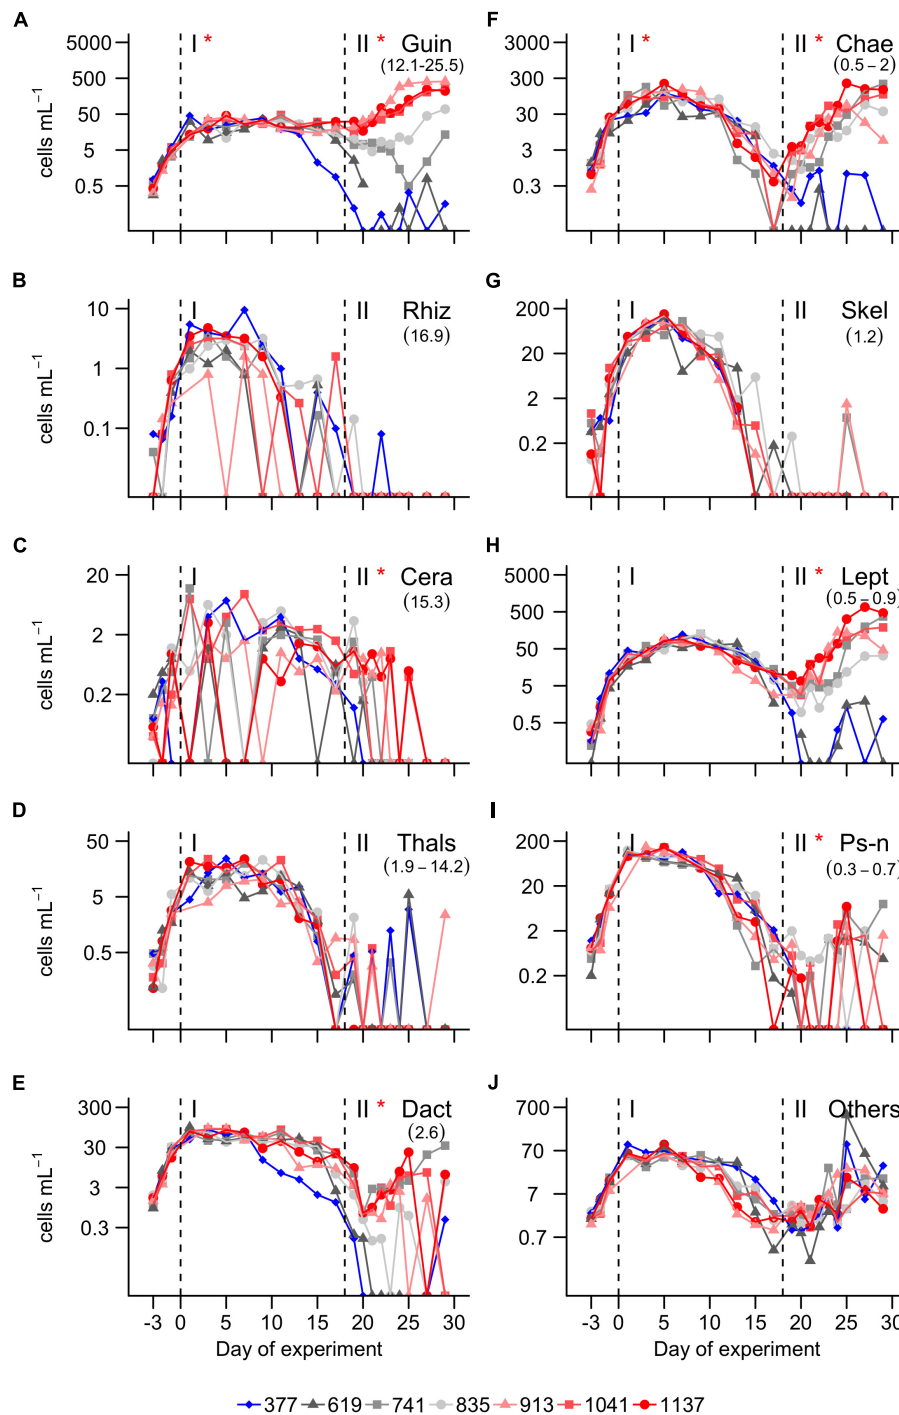 A
I *
II * Guin
(12.1-25.5)
5000
500
50
5
0.5
cells mL⁻¹
F
I *
II * Chae
(0.5 – 2)
3000
300
30
3
0.3
B
I
II Rhiz
(16.9)
10
1
0.1
cells mL⁻¹
G
I
II Skel
(1.2)
200
20
2
0.2
C
I
II * Cera
(15.3)
20
2
0.2
cells mL⁻¹
H
I
II * Lept
(0.5 – 0.9)
5000
500
50
5
0.5
D
I
II Thals
(1.9 – 14.2)
50
5
0.5
cells mL⁻¹
I
I
II * Ps-n
(0.3 – 0.7)
200
20
2
0.2
E
I
II * Dact
(2.6)
300
30
3
0.3
cells mL⁻¹
-3 0 5 10 15 20 25 30
Day of experiment
J
I
II Others
700
70
7
0.7
-3 0 5 10 15 20 25 30
Day of experiment
377 619 741 835 913 1041 1137